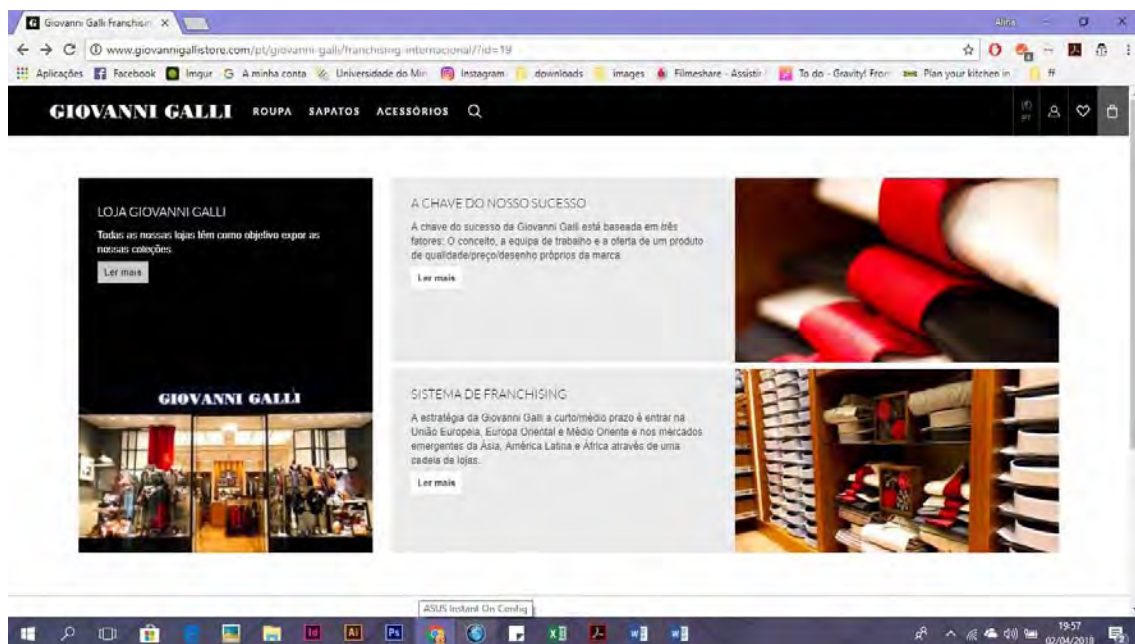 Giovanni Galli Franchisin
Alina
www.giovannigallistore.com/pt/giovanni-galli/franchising-internacional/?id=19
Aplicações Facebook Imgur A minha conta Universidade do Min Instagram downloads images Filmeshare - Assistir To do - Gravity! From Plan your kitchen in ff
GIOVANNI GALLI ROUPA SAPATOS ACESSÓRIOS
PT
LOJA GIOVANNI GALLI
Todas as nossas lojas têm como objetivo expor as
nossas coleções
Ler mais
GIOVANNI GALLI
A CHAVE DO NOSSO SUCESSO
A chave do sucesso da Giovanni Galli está baseada em três
fatores: O conceito, a equipa de trabalho e a oferta de um produto
de qualidade/preço/desenho próprios da marca.
Ler mais
SISTEMA DE FRANCHISING
A estratégia da Giovanni Galli a curto/médio prazo é entrar na
União Europeia, Europa Oriental e Médio Oriente e nos mercados
emergentes da Ásia, América Latina e África através de uma
cadeia de lojas.
Ler mais
ASUS Instant On Config
Id Ai Ps
19:57
02/04/2018